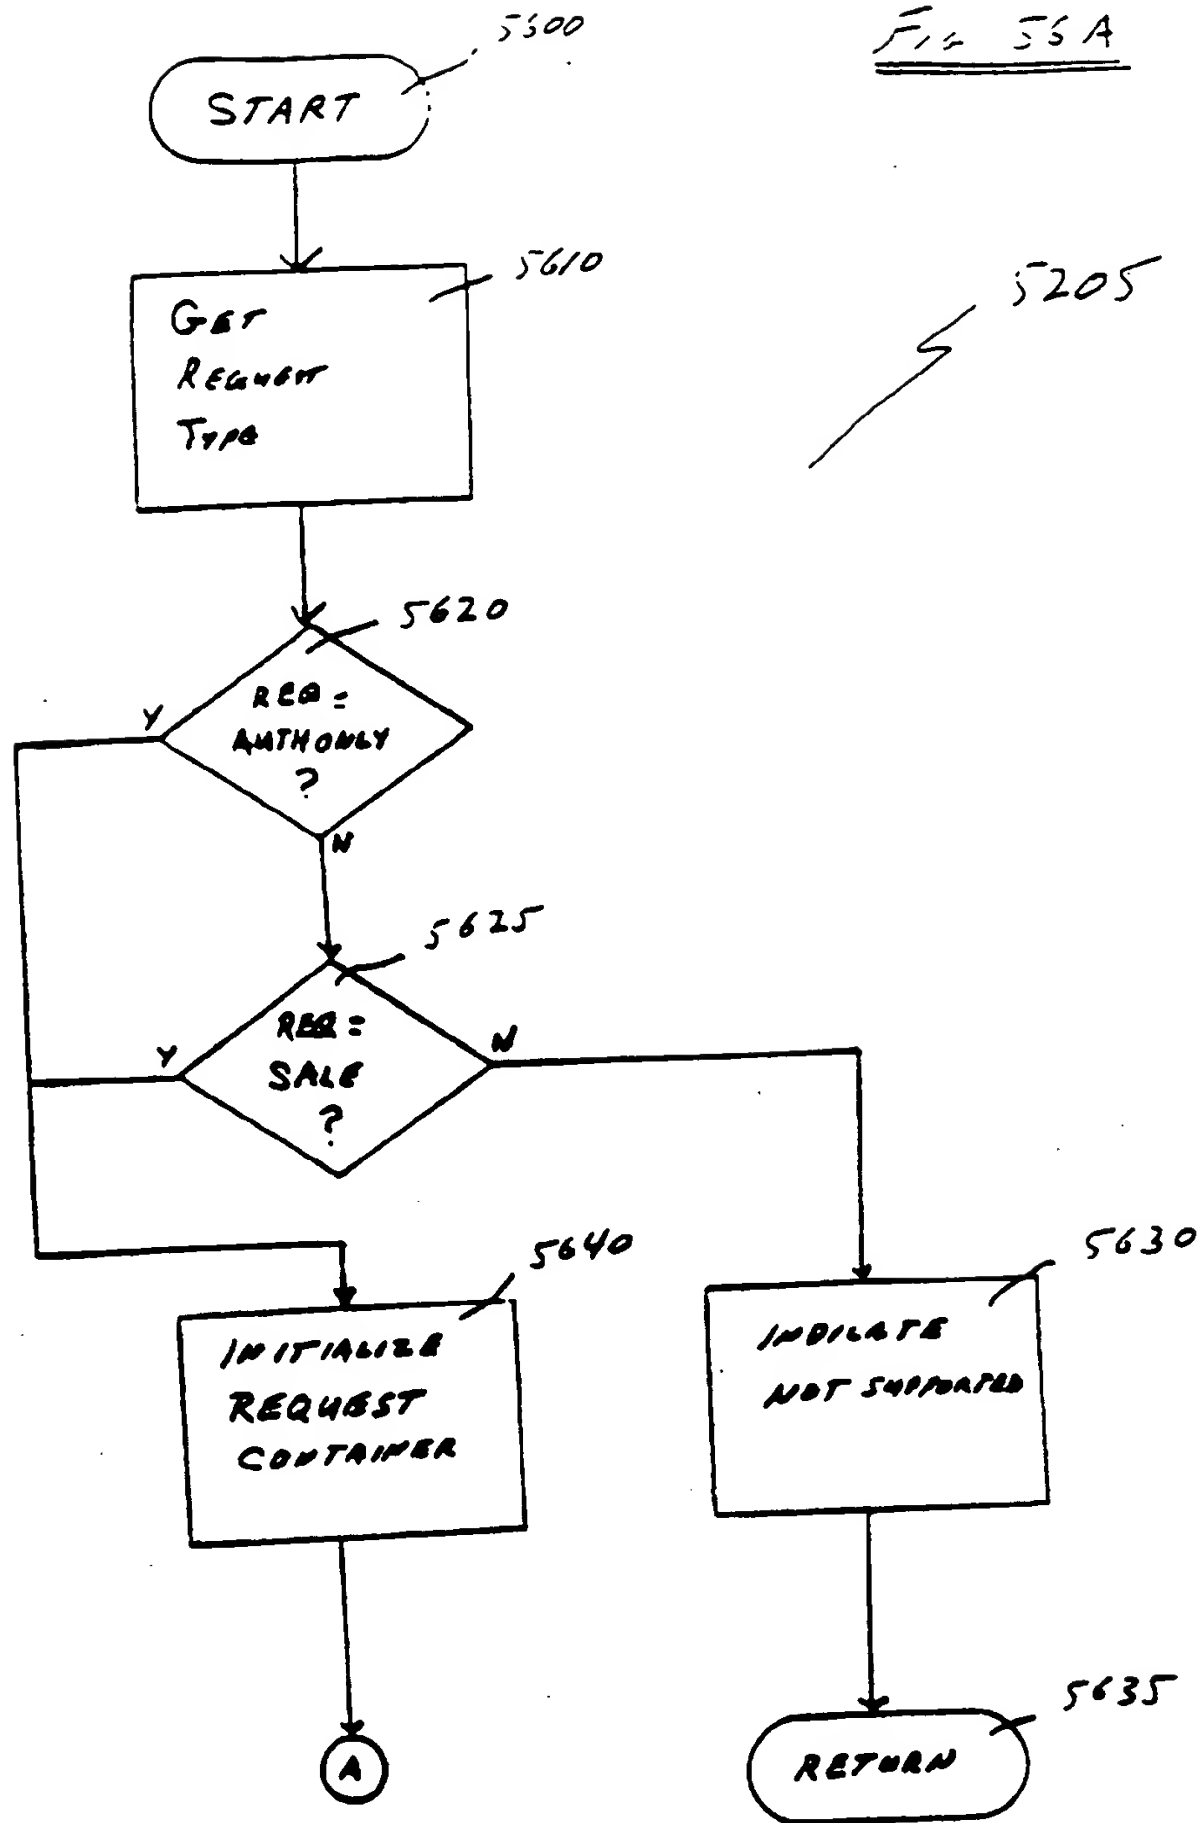 5600
Fig 56A
START
5610
GET
REQUEST
TYPE
5205
5620
REQ =
AUTHONLY
?
Y
N
5625
REQ =
SALE
?
Y
N
5640
INITIALIZE
REQUEST
CONTAINER
5630
INDICATE
NOT SUPPORTED
A
5635
RETURN